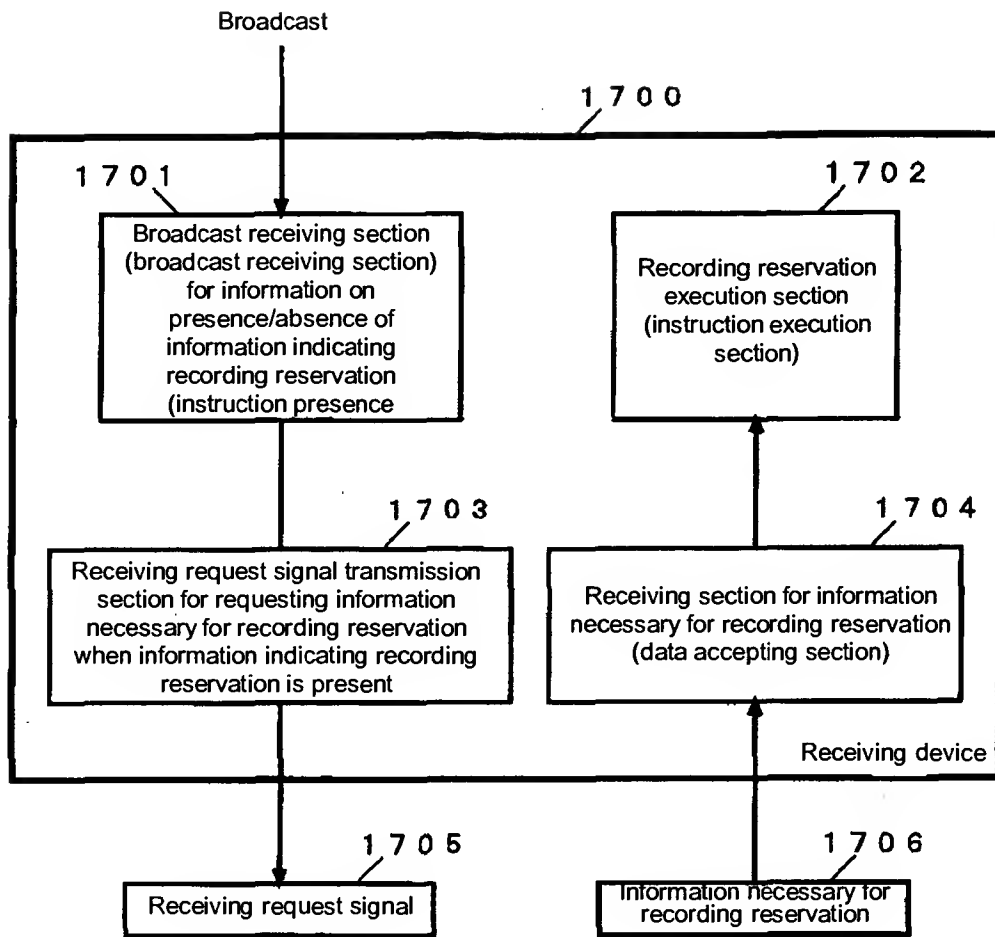 Broadcast
1700
1701
Broadcast receiving section
(broadcast receiving section)
for information on
presence/absence of
information indicating
recording reservation
(instruction presence
1702
Recording reservation
execution section
(instruction execution
section)
1703
Receiving request signal transmission
section for requesting information
necessary for recording reservation
when information indicating recording
reservation is present
1704
Receiving section for information
necessary for recording reservation
(data accepting section)
Receiving device
1705
Receiving request signal
1706
Information necessary for
recording reservation